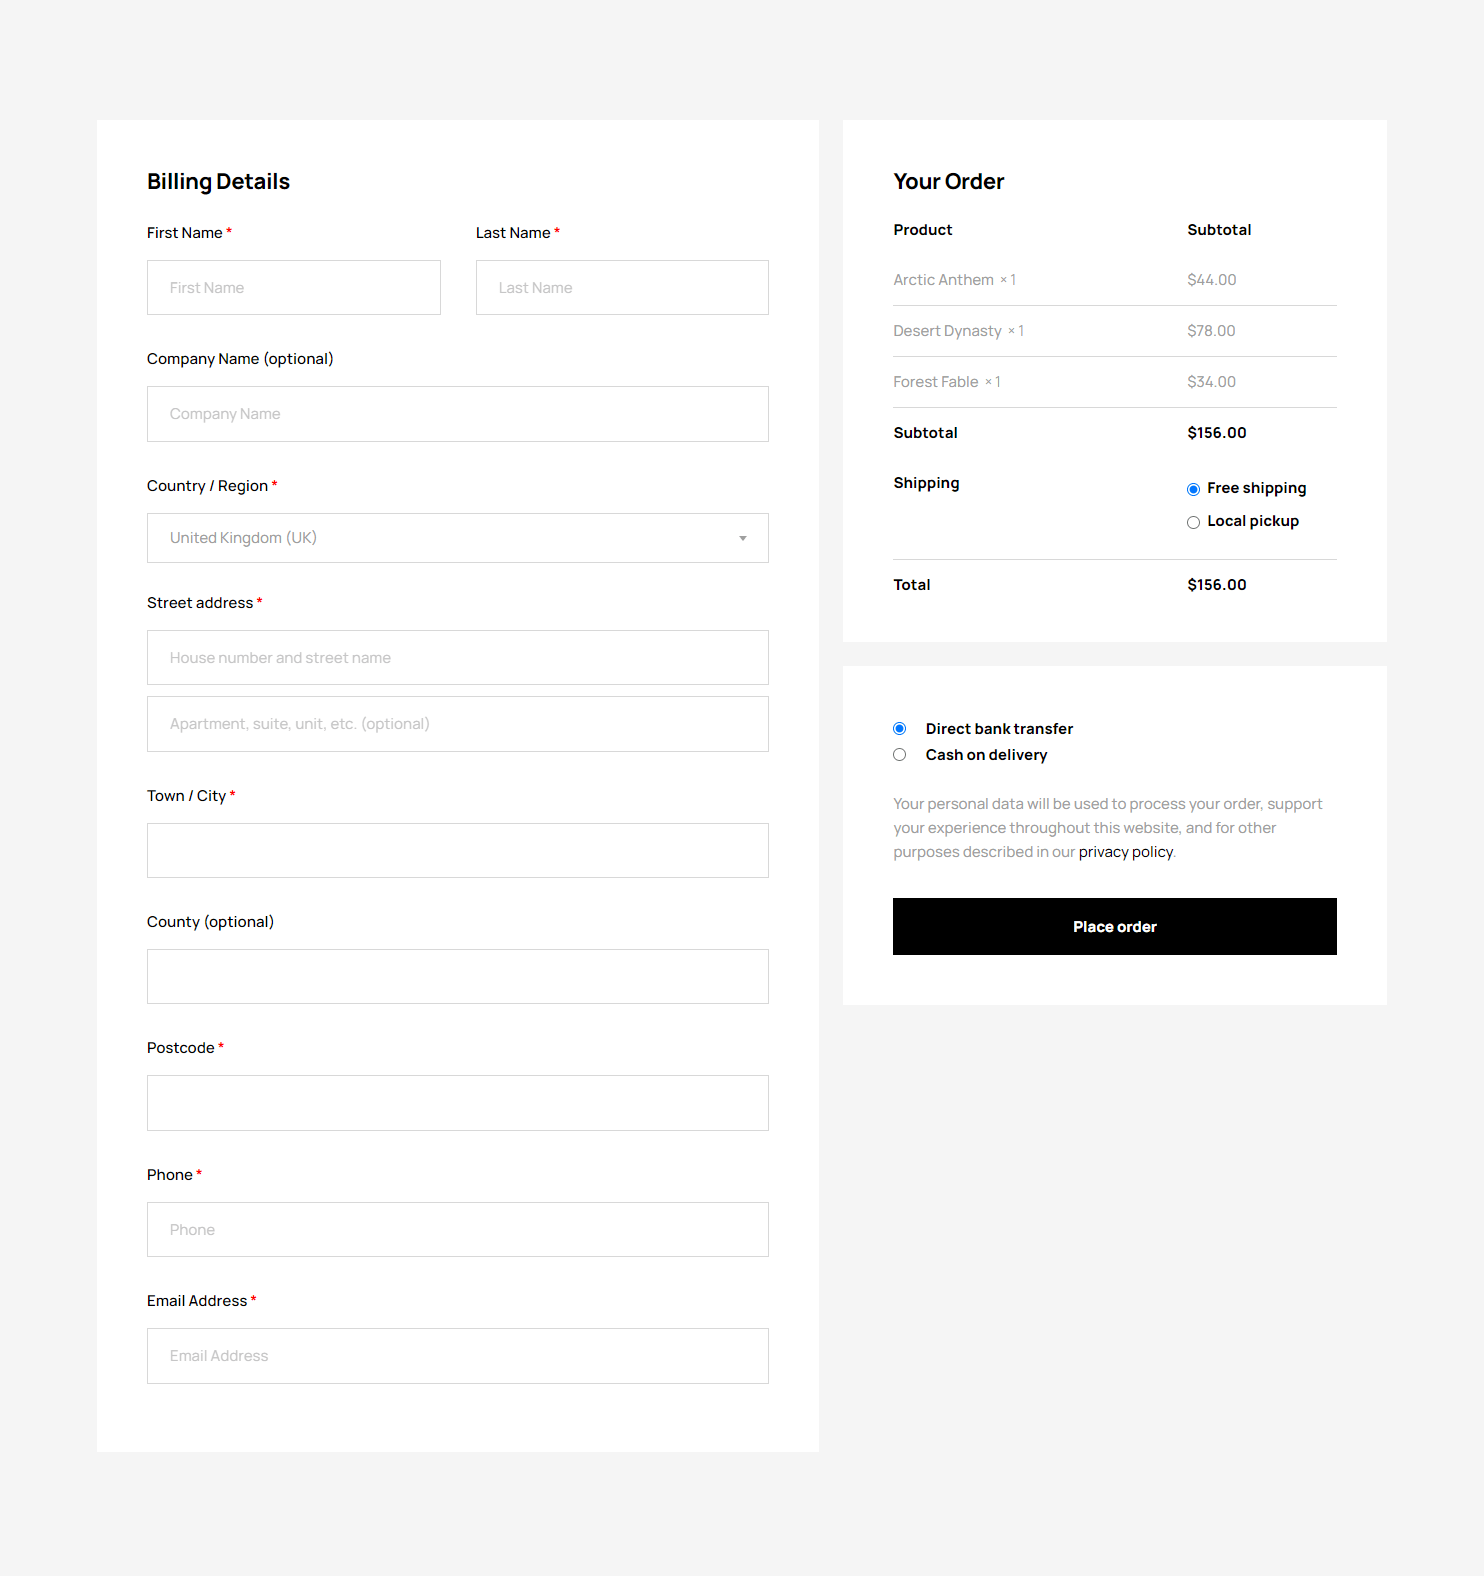 Billing Details
First Name *
Last Name *
First Name
Last Name
Company Name (optional)
Company Name
Country / Region *
United Kingdom (UK)
Street address *
House number and street name
Apartment, suite, unit, etc. (optional)
Town / City *
County (optional)
Postcode *
Phone *
Phone
Email Address *
Email Address
Your Order
Product Subtotal
Arctic Anthem × 1 $44.00
Desert Dynasty × 1 $78.00
Forest Fable × 1 $34.00
Subtotal $156.00
Shipping Free shipping
Local pickup
Total $156.00
Direct bank transfer
Cash on delivery
Your personal data will be used to process your order, support
your experience throughout this website, and for other
purposes described in our privacy policy.
Place order